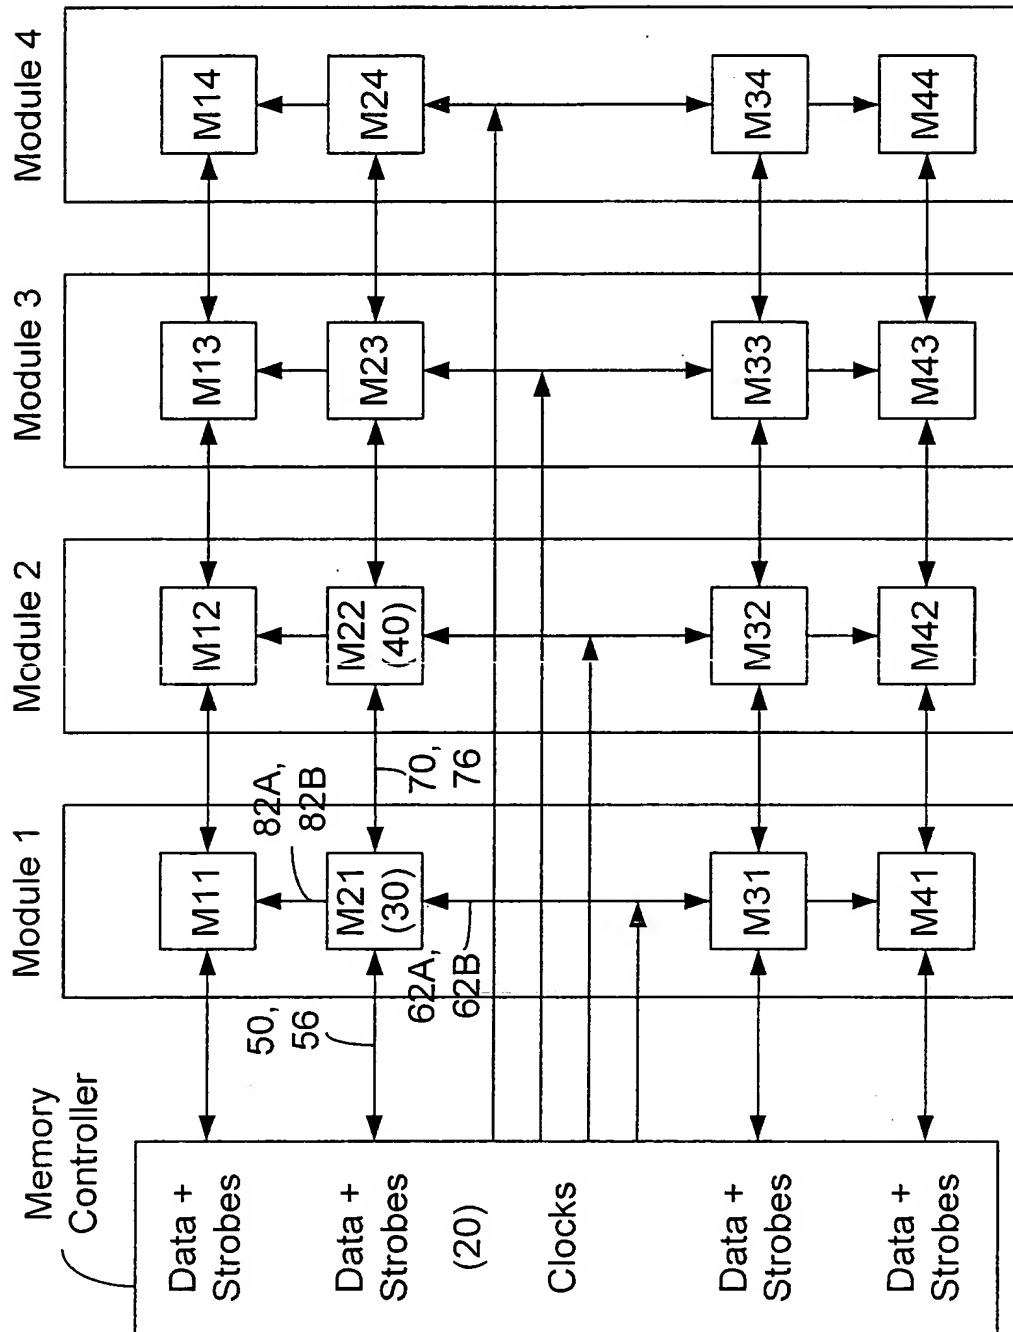 Module 1
Module 2
Module 3
Module 4
Memory
Controller
Data +
Strobes
M11
M12
M13
M14
82A,
82B
50,
56
Data +
Strobes
M21
(30)
70,
76
M22
(40)
M23
M24
62A,
62B
(20)
Clocks
Data +
Strobes
M31
M32
M33
M34
Data +
Strobes
M41
M42
M43
M44